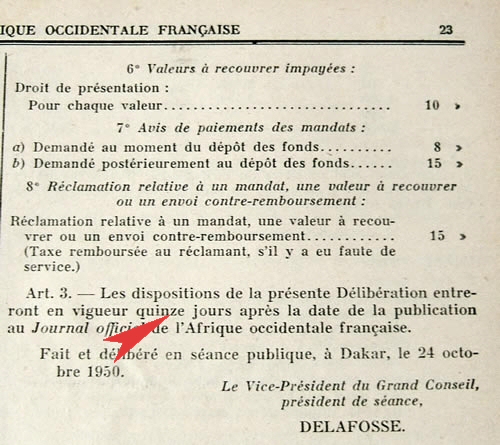 IQUE OCCIDENTALE FRANÇAISE 23
6° Valeurs à recouvrer impayées :
Droit de présentation :
Pour chaque valeur................................ 10 »
7° Avis de paiements des mandats :
a) Demandé au moment du dépôt des fonds.......... 8 »
b) Demandé postérieurement au dépôt des fonds...... 15 »
8° Réclamation relative à un mandat, une valeur à recouvrer
ou un envoi contre-remboursement :
Réclamation relative à un mandat, une valeur à recou-
vrer ou un envoi contre-remboursement............ 15 »
(Taxe remboursée au réclamant, s'il y a eu faute de
service.)
Art. 3. — Les dispositions de la présente Délibération entre-
ront en vigueur quinze jours après la date de la publication
au Journal officiel de l'Afrique occidentale française.
Fait et délibéré en séance publique, à Dakar, le 24 octo-
bre 1950.
Le Vice-Président du Grand Conseil,
président de séance,
DELAFOSSE.